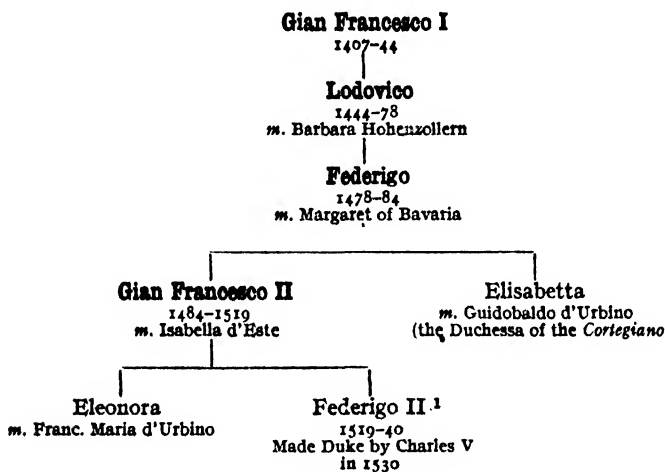 Gian Francesco I
1407-44
Lodovico
1444-78
m. Barbara Hohenzollern
Federigo
1478-84
m. Margaret of Bavaria
Gian Francesco II
1484-1519
m. Isabella d'Este
Elisabetta
m. Guidobaldo d'Urbino
(the Duchessa of the Cortegiano
Eleonora
m. Franc. Maria d'Urbino
Federigo II.¹
1519-40
Made Duke by Charles V
in 1530